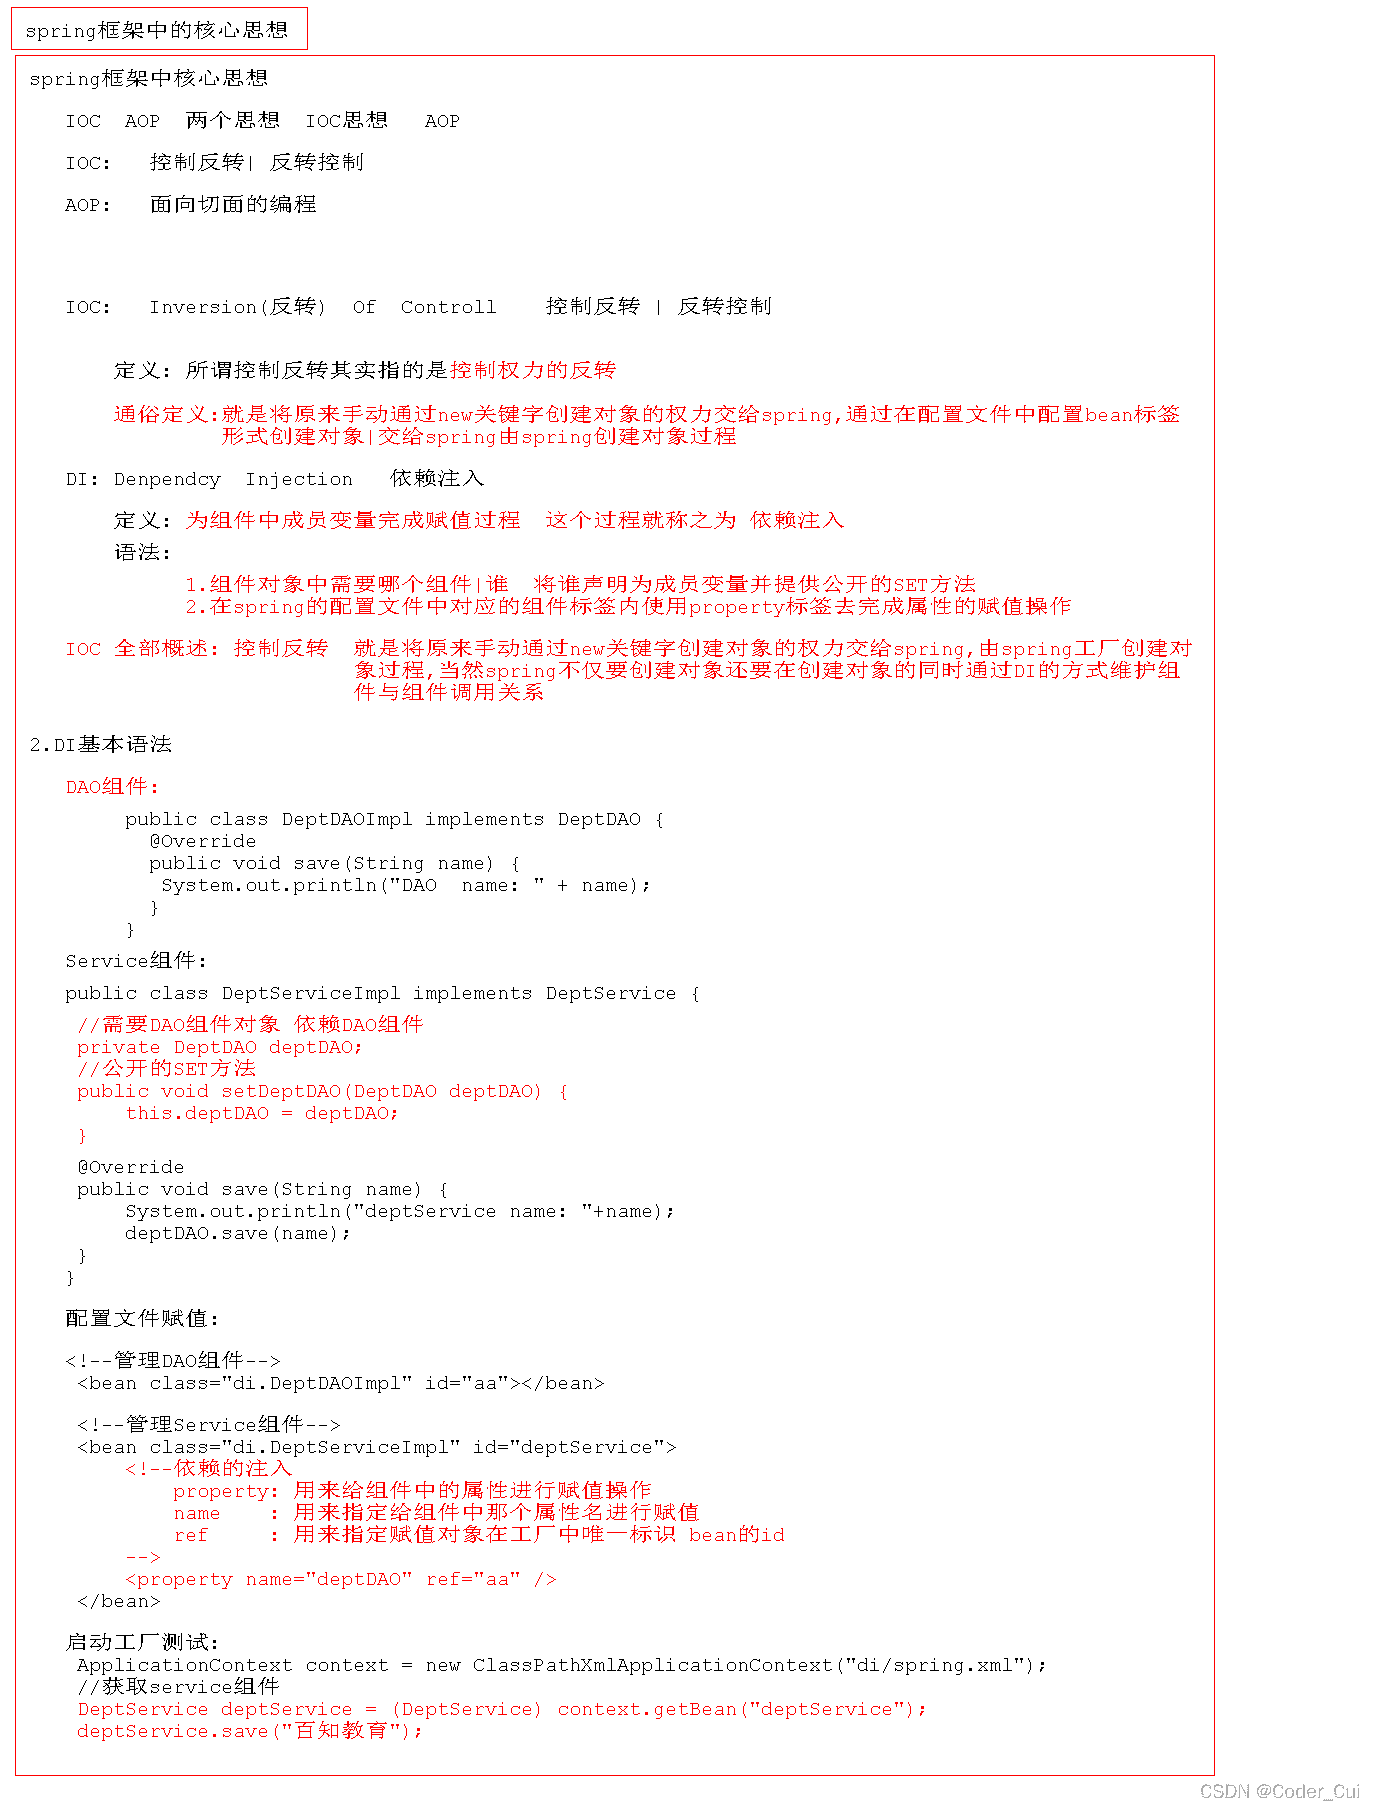 spring框架中的核心思想
spring框架中核心思想
IOC  AOP  两个思想  IOC思想   AOP
IOC:   控制反转| 反转控制
AOP:   面向切面的编程
IOC:   Inversion(反转)  Of  Controll    控制反转 | 反转控制
定义: 所谓控制反转其实指的是控制权力的反转
通俗定义:就是将原来手动通过new关键字创建对象的权力交给spring,通过在配置文件中配置bean标签
形式创建对象|交给spring由spring创建对象过程
DI: Denpendcy  Injection   依赖注入
定义: 为组件中成员变量完成赋值过程  这个过程就称之为 依赖注入
语法:
1.组件对象中需要哪个组件|谁  将谁声明为成员变量并提供公开的SET方法
2.在spring的配置文件中对应的组件标签内使用property标签去完成属性的赋值操作
IOC 全部概述: 控制反转  就是将原来手动通过new关键字创建对象的权力交给spring,由spring工厂创建对
象过程,当然spring不仅要创建对象还要在创建对象的同时通过DI的方式维护组
件与组件调用关系
2.DI基本语法
DAO组件:
public class DeptDAOImpl implements DeptDAO {
@Override
public void save(String name) {
System.out.println("DAO  name: " + name);
}
}
Service组件:
public class DeptServiceImpl implements DeptService {
//需要DAO组件对象 依赖DAO组件
private DeptDAO deptDAO;
//公开的SET方法
public void setDeptDAO(DeptDAO deptDAO) {
this.deptDAO = deptDAO;
}
@Override
public void save(String name) {
System.out.println("deptService name: "+name);
deptDAO.save(name);
}
}
配置文件赋值:
<!--管理DAO组件-->
<bean class="di.DeptDAOImpl" id="aa"></bean>
<!--管理Service组件-->
<bean class="di.DeptServiceImpl" id="deptService">
<!--依赖的注入
property: 用来给组件中的属性进行赋值操作
name    : 用来指定给组件中那个属性名进行赋值
ref     : 用来指定赋值对象在工厂中唯一标识 bean的id
-->
<property name="deptDAO" ref="aa" />
</bean>
启动工厂测试:
ApplicationContext context = new ClassPathXmlApplicationContext("di/spring.xml");
//获取service组件
DeptService deptService = (DeptService) context.getBean("deptService");
deptService.save("百知教育");
CSDN @Coder_Cui